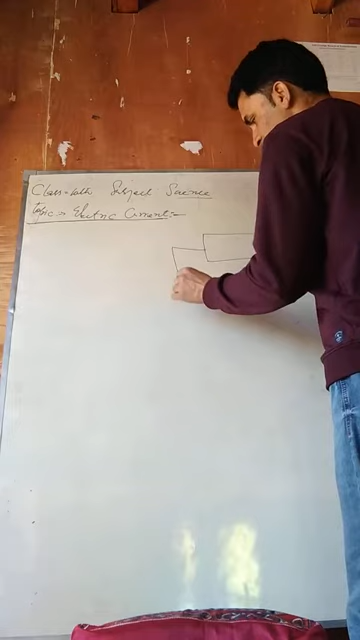 Class = 10th Subject Science
Topic => Electric Current :-